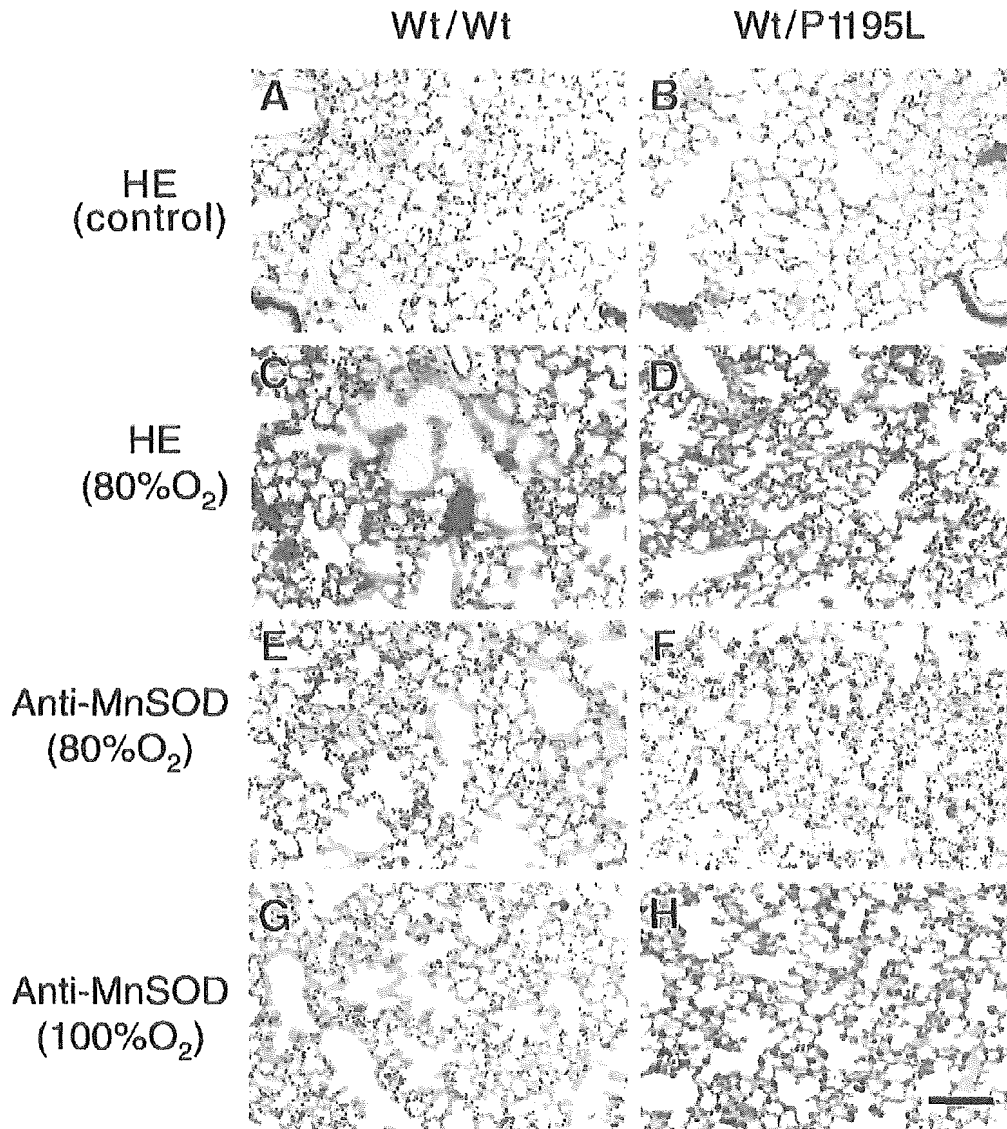 Wt/Wt
Wt/P1195L
A
B
HE
(control)
C
D
HE
(80%O₂)
E
F
Anti-MnSOD
(80%O₂)
G
H
Anti-MnSOD
(100%O₂)